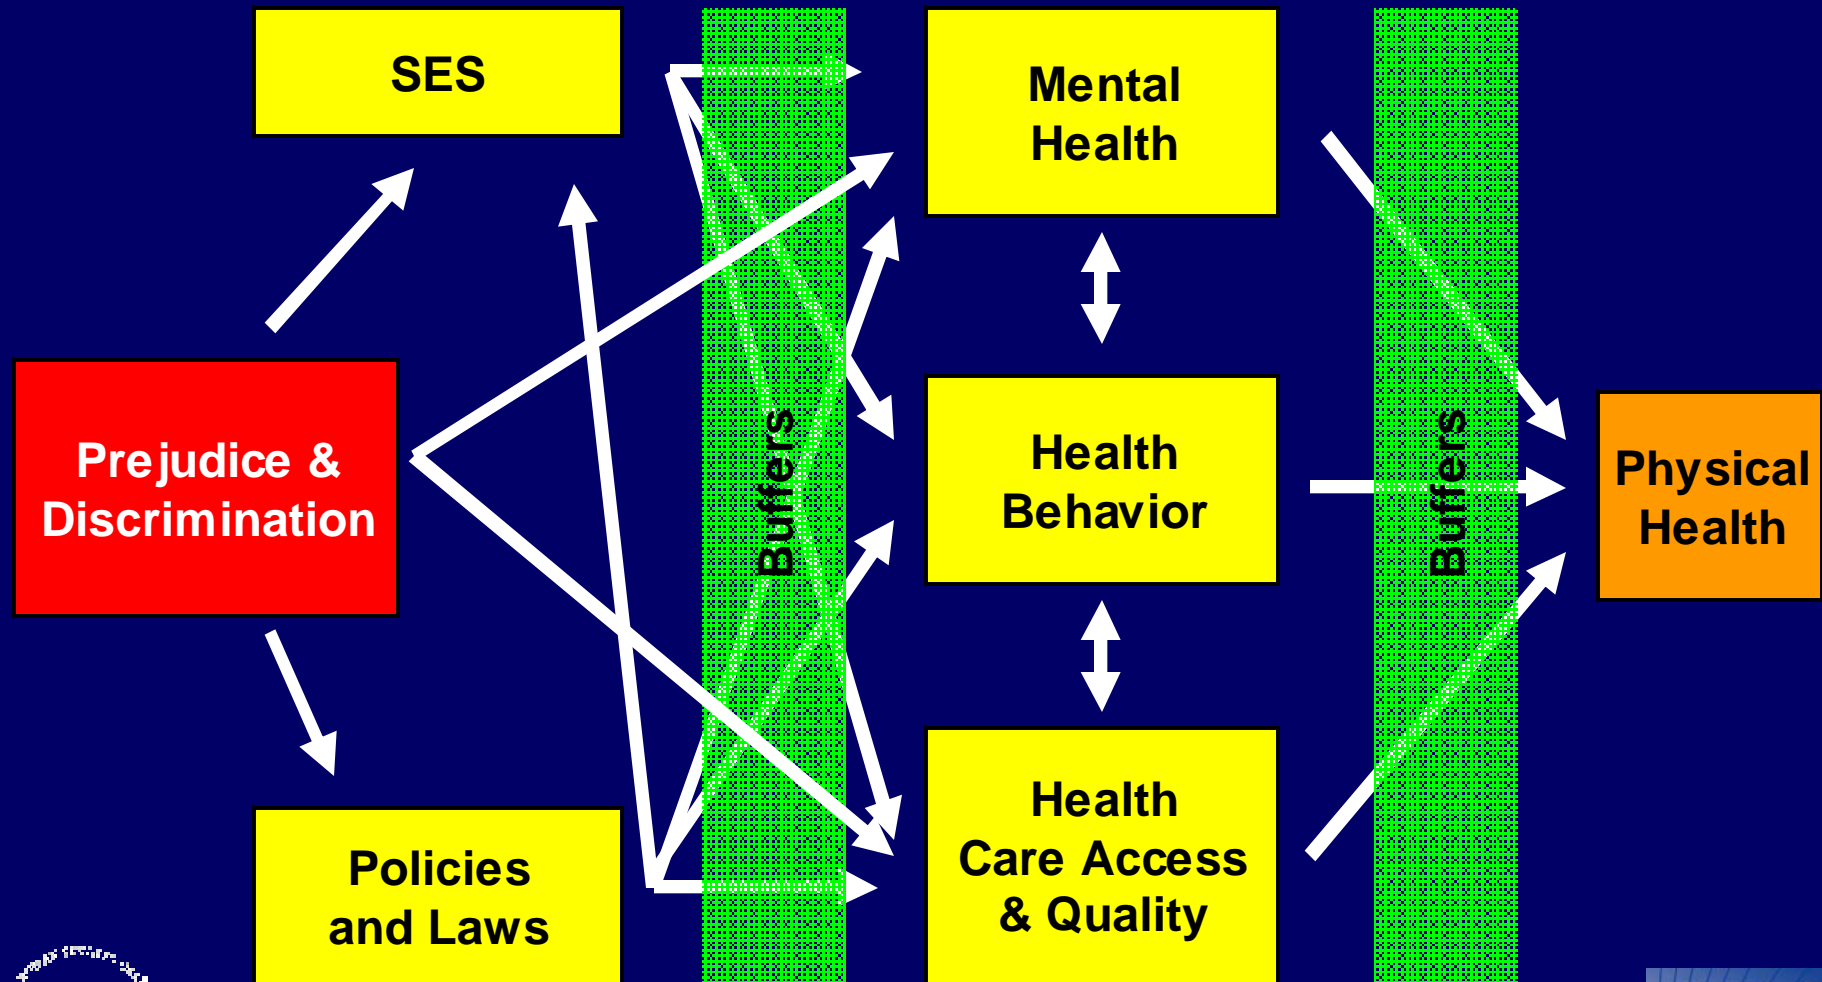 SES
Mental
Health
Prejudice &
Discrimination
Buffers
Health
Behavior
Buffers
Physical
Health
Policies
and Laws
Health
Care Access
& Quality